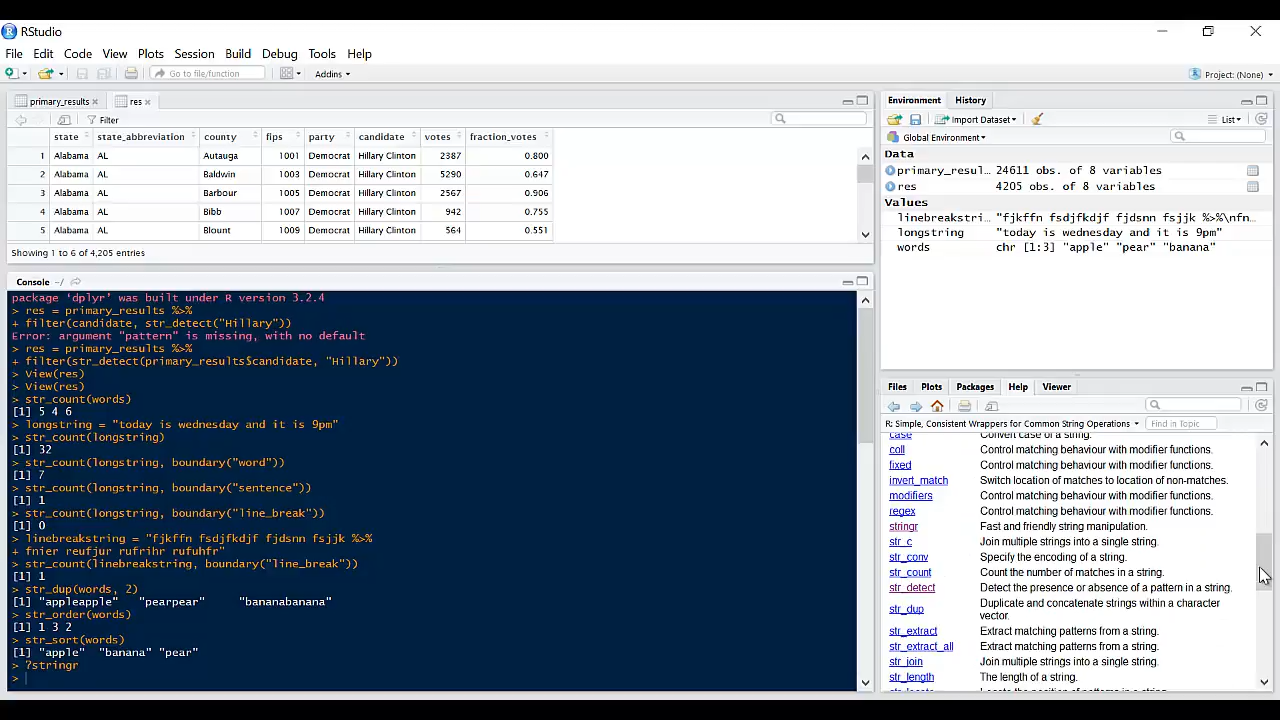 RStudio
File Edit Code View Plots Session Build Debug Tools Help
Go to file/function Addins Project: (None)
primary_results res
Filter
state state_abbreviation county fips party candidate votes fraction_votes
1 Alabama AL Autauga 1001 Democrat Hillary Clinton 2387 0.800
2 Alabama AL Baldwin 1003 Democrat Hillary Clinton 5290 0.647
3 Alabama AL Barbour 1005 Democrat Hillary Clinton 2567 0.906
4 Alabama AL Bibb 1007 Democrat Hillary Clinton 942 0.755
5 Alabama AL Blount 1009 Democrat Hillary Clinton 564 0.551
Showing 1 to 6 of 4,205 entries
Console ~/
package 'dplyr' was built under R version 3.2.4
> res = primary_results %>%
+ filter(candidate, str_detect("Hillary"))
Error: argument "pattern" is missing, with no default
> res = primary_results %>%
+ filter(str_detect(primary_results$candidate, "Hillary"))
> View(res)
> View(res)
> str_count(words)
[1] 5 4 6
> longstring = "today is wednesday and it is 9pm"
> str_count(longstring)
[1] 32
> str_count(longstring, boundary("word"))
[1] 7
> str_count(longstring, boundary("sentence"))
[1] 1
> str_count(longstring, boundary("line_break"))
[1] 0
> linebreakstring = "fjkffn fsdjfkdjf fjdsnn fsjjk %>%
+ fnier reufjur rufrihr rufuhfr"
> str_count(linebreakstring, boundary("line_break"))
[1] 1
> str_dup(words, 2)
[1] "appleapple" "pearpear" "bananabanana"
> str_order(words)
[1] 1 3 2
> str_sort(words)
[1] "apple" "banana" "pear"
> ?stringr
>
Environment History
Import Dataset List
Global Environment
Data
primary_resul... 24611 obs. of 8 variables
res 4205 obs. of 8 variables
Values
linebreakstri... "fjkffn fsdjfkdjf fjdsnn fsjjk %>%\nfn...
longstring "today is wednesday and it is 9pm"
words chr [1:3] "apple" "pear" "banana"
Files Plots Packages Help Viewer
R: Simple, Consistent Wrappers for Common String Operations Find in Topic
case Convert case of a string.
coll Control matching behaviour with modifier functions.
fixed Control matching behaviour with modifier functions.
invert_match Switch location of matches to location of non-matches.
modifiers Control matching behaviour with modifier functions.
regex Control matching behaviour with modifier functions.
stringr Fast and friendly string manipulation.
str_c Join multiple strings into a single string.
str_conv Specify the encoding of a string.
str_count Count the number of matches in a string.
str_detect Detect the presence or absence of a pattern in a string.
str_dup Duplicate and concatenate strings within a character
vector.
str_extract Extract matching patterns from a string.
str_extract_all Extract matching patterns from a string.
str_join Join multiple strings into a single string.
str_length The length of a string.
str_locate Locate the position of patterns in a string.